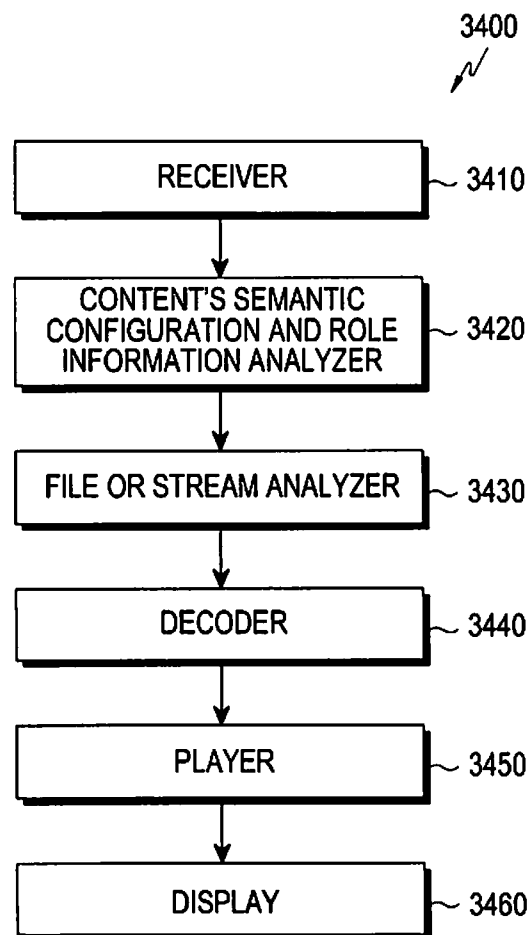 3400
RECEIVER
3410
CONTENT'S SEMANTIC
CONFIGURATION AND ROLE
INFORMATION ANALYZER
3420
FILE OR STREAM ANALYZER
3430
DECODER
3440
PLAYER
3450
DISPLAY
3460